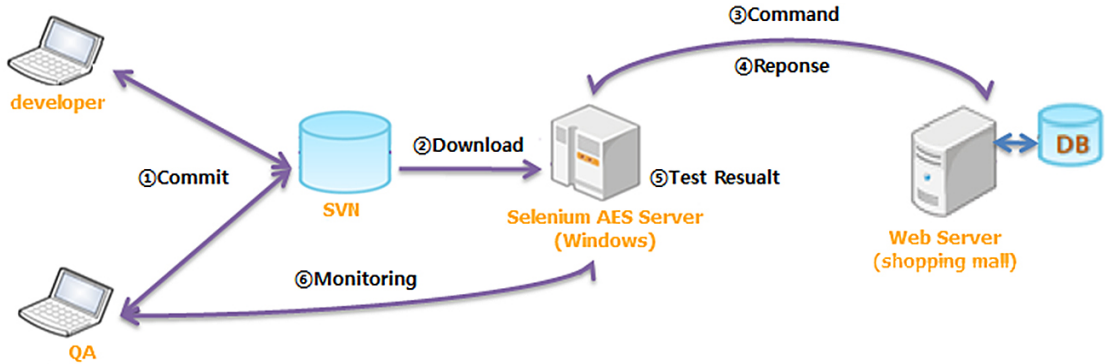 ③Command
④Reponse
developer
DB
②Download
①Commit
⑤Test Resualt
SVN
Selenium AES Server
(Windows)
Web Server
(shopping mall)
⑥Monitoring
QA